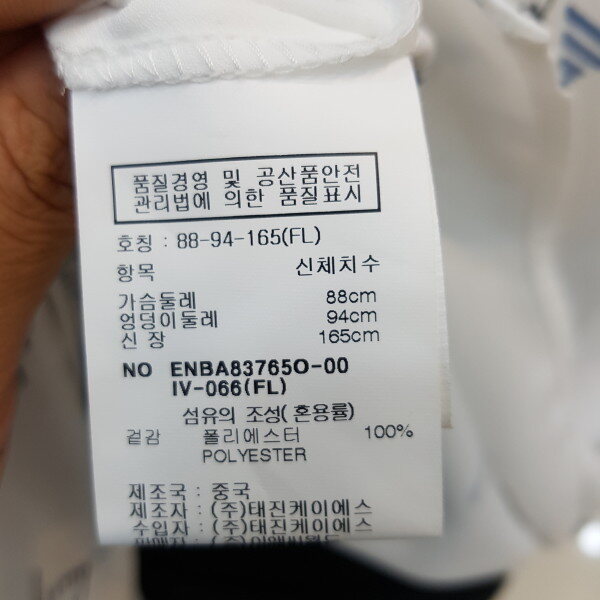 품질경영 및 공산품안전
관리법에 의한 품질표시
호칭 : 88-94-165(FL)
항목 신체치수
가슴둘레 88cm
엉덩이둘레 94cm
신 장 165cm
NO ENBA83765O-00
IV-066(FL)
섬유의 조성( 혼용률)
겉감 폴리에스터 100%
POLYESTER
제조국 : 중국
제조자 : (주)태진케이에스
수입자 : (주)태진케이에스